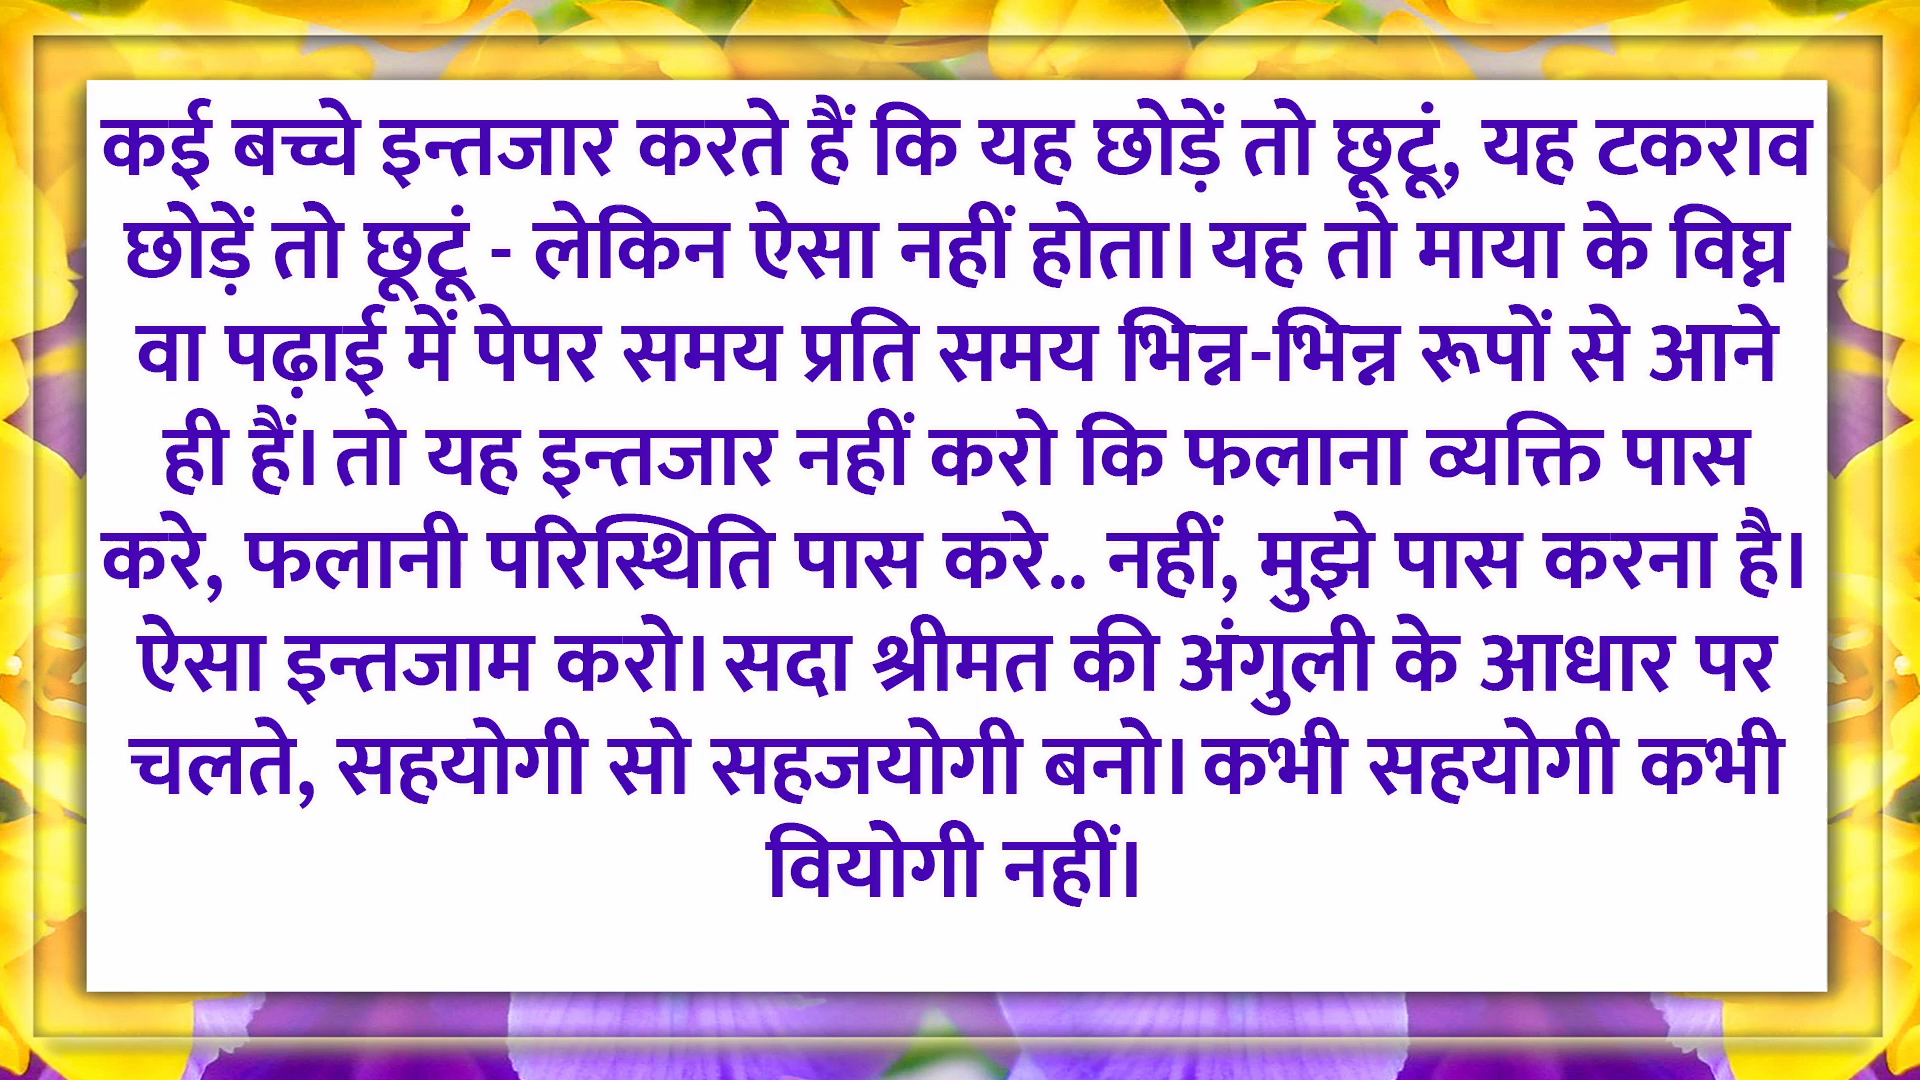 कई बच्चे इन्तजार करते हैं कि यह छोड़ें तो छूटूं, यह टकराव
छोड़ें तो छूटूं - लेकिन ऐसा नहीं होता। यह तो माया के विघ्न
वा पढ़ाई में पेपर समय प्रति समय भिन्न-भिन्न रूपों से आने
ही हैं। तो यह इन्तजार नहीं करो कि फलाना व्यक्ति पास
करे, फलानी परिस्थिति पास करे.. नहीं, मुझे पास करना है।
ऐसा इन्तजाम करो। सदा श्रीमत की अंगुली के आधार पर
चलते, सहयोगी सो सहजयोगी बनो। कभी सहयोगी कभी
वियोगी नहीं।